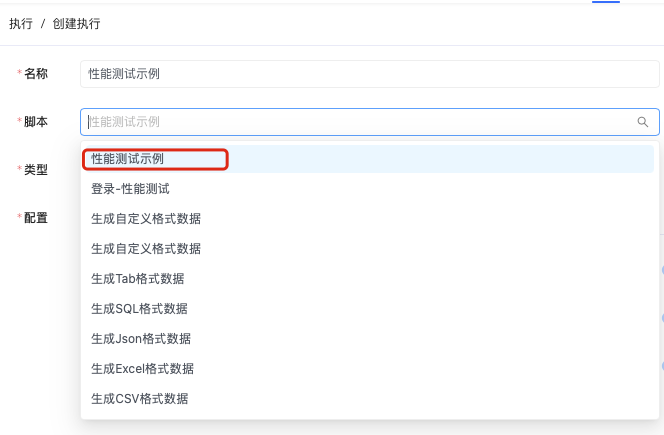 执行 / 创建执行
*名称 性能测试示例
*脚本 性能测试示例
*类型 性能测试示例
登录-性能测试
*配置 生成自定义格式数据
生成自定义格式数据
生成Tab格式数据
生成SQL格式数据
生成Json格式数据
生成Excel格式数据
生成CSV格式数据